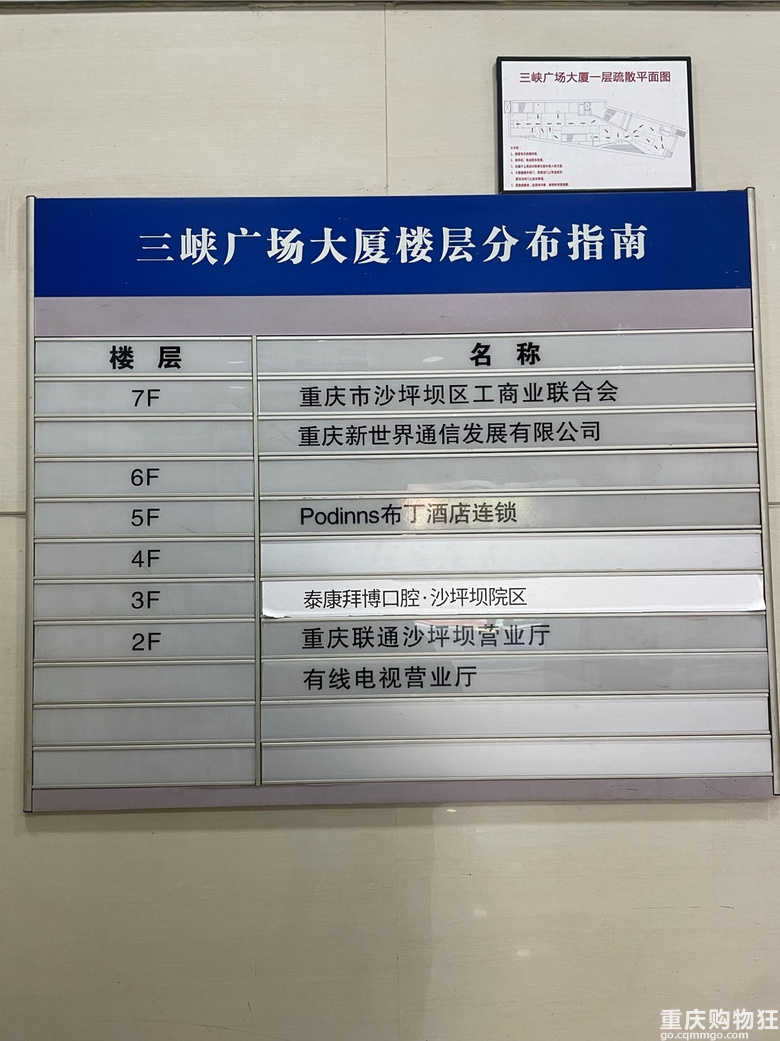 三峡广场大厦一层疏散平面图
三峡广场大厦楼层分布指南
楼 层 名 称
7F 重庆市沙坪坝区工商业联合会
重庆新世界通信发展有限公司
6F
5F Podinns布丁酒店连锁
4F
3F 泰康拜博口腔·沙坪坝院区
2F 重庆联通沙坪坝营业厅
有线电视营业厅
重庆购物狂
go.cqmmgo.com